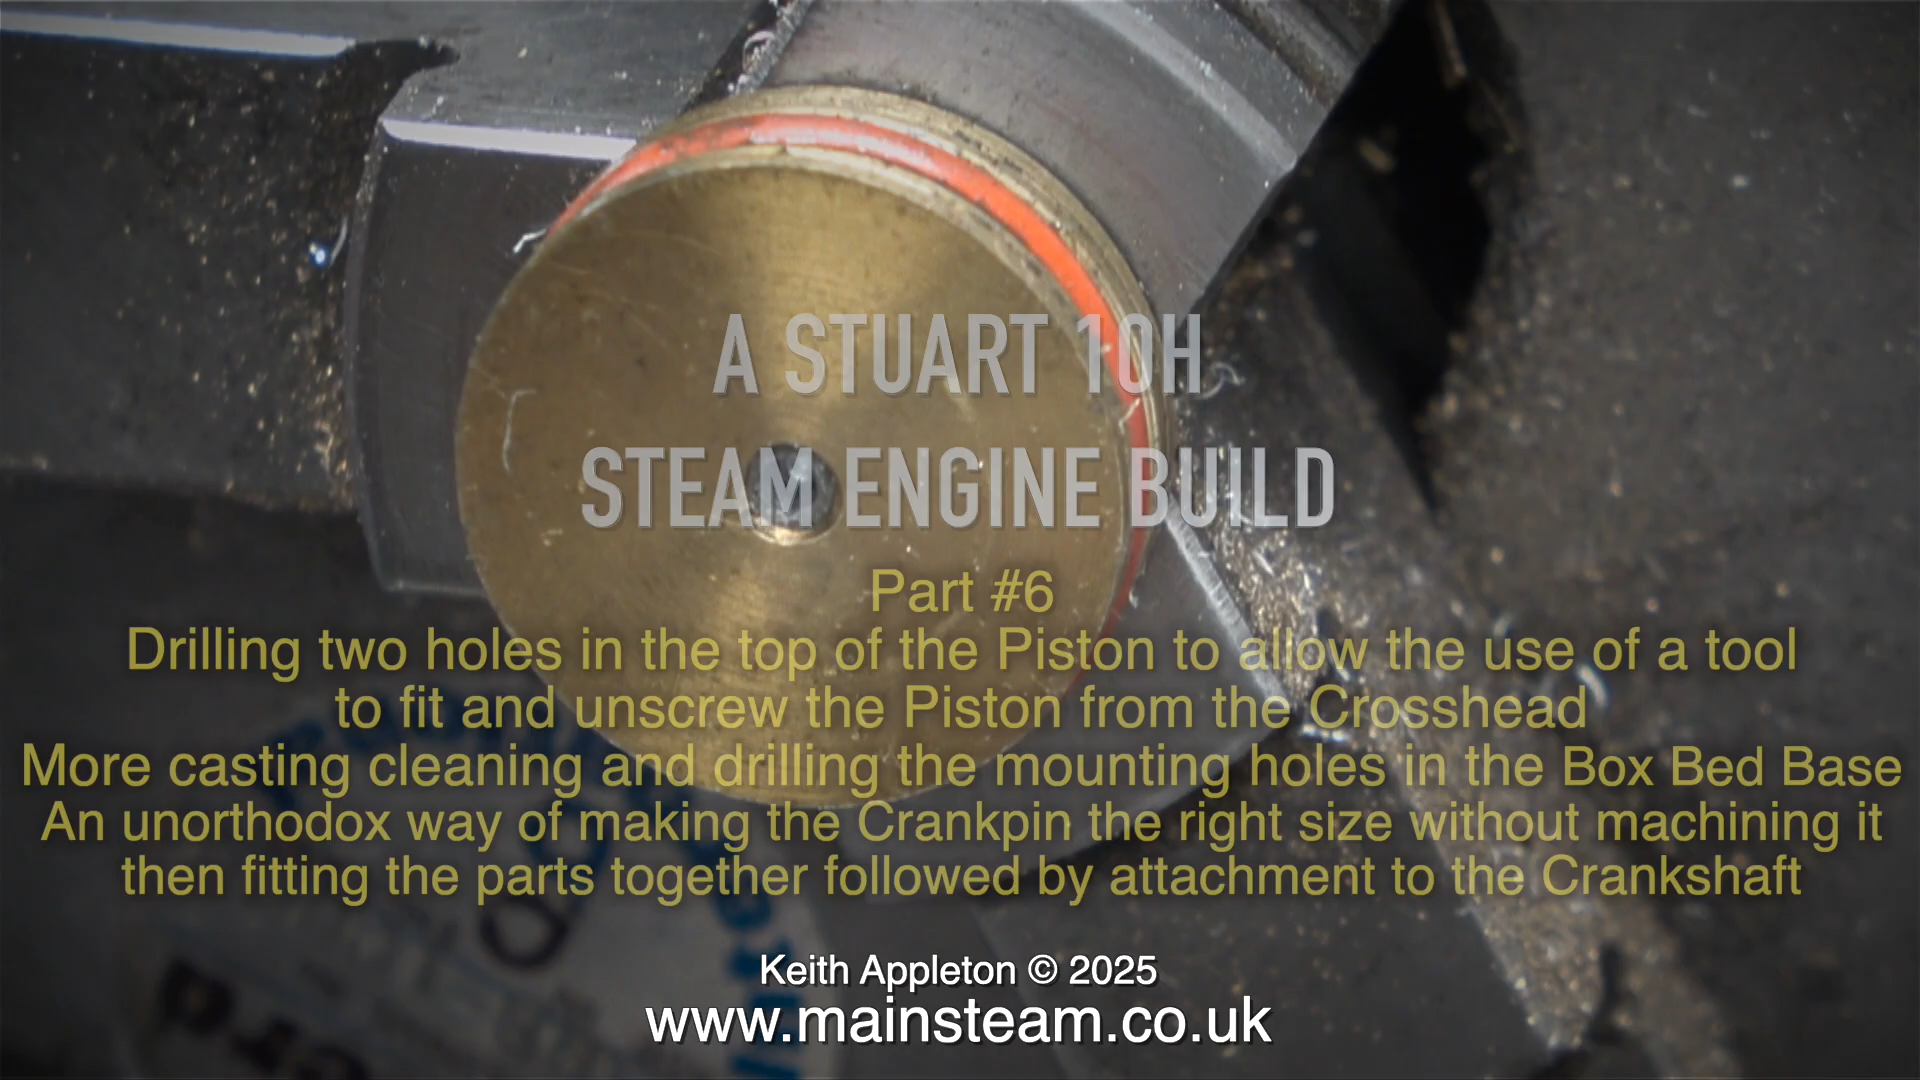 A STUART 10H
STEAM ENGINE BUILD
Part #6
Drilling two holes in the top of the Piston to allow the use of a tool
to fit and unscrew the Piston from the Crosshead
More casting cleaning and drilling the mounting holes in the Box Bed Base
An unorthodox way of making the Crankpin the right size without machining it
then fitting the parts together followed by attachment to the Crankshaft
Keith Appleton © 2025
www.mainsteam.co.uk